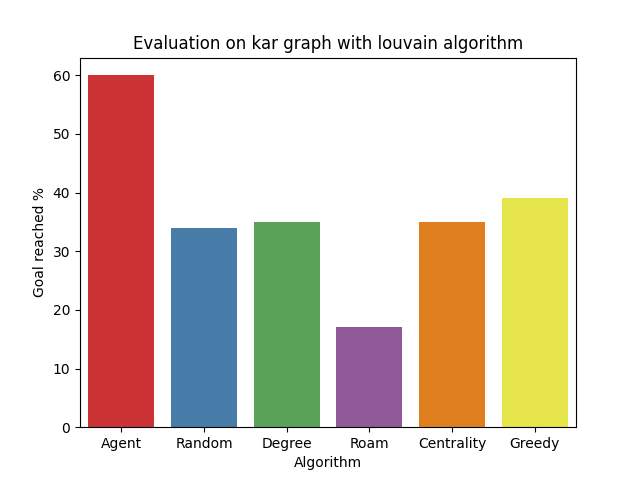 Evaluation on kar graph with louvain algorithm
60
50
40
30
20
10
0
Goal reached %
Agent Random Degree Roam Centrality Greedy
Algorithm